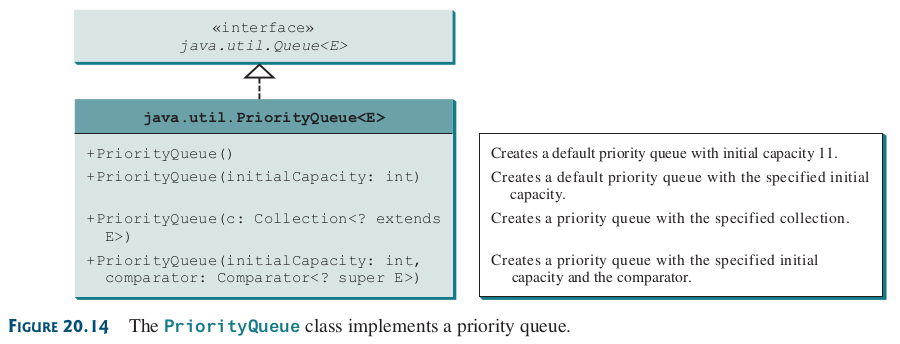 «interface»
java.util.Queue<E>
java.util.PriorityQueue<E>
+PriorityQueue()
+PriorityQueue(initialCapacity: int)
+PriorityQueue(c: Collection<? extends
E>)
+PriorityQueue(initialCapacity: int,
comparator: Comparator<? super E>)
Creates a default priority queue with initial capacity 11.
Creates a default priority queue with the specified initial
capacity.
Creates a priority queue with the specified collection.
Creates a priority queue with the specified initial
capacity and the comparator.
FIGURE 20.14 The PriorityQueue class implements a priority queue.